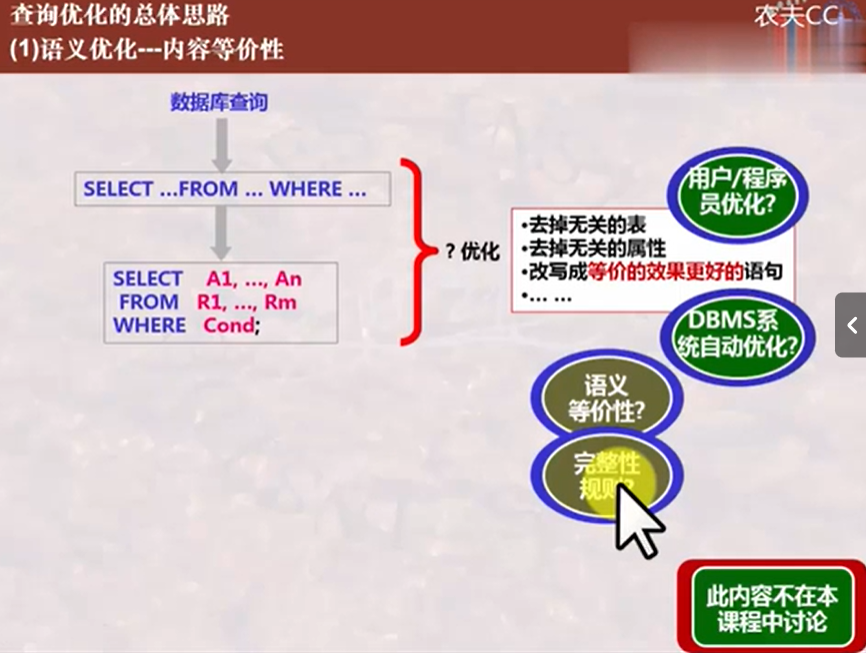 查询优化的总体思路
农夫CC
(1)语义优化---内容等价性
数据库查询
SELECT ...FROM ... WHERE ...
SELECT A1, ..., An
FROM R1, ..., Rm
WHERE Cond;
? 优化
•去掉无关的表
•去掉无关的属性
•改写成等价的效果更好的语句
•... ...
用户/程序
员优化?
DBMS系
统自动优化?
语义
等价性?
完整性
规则?
此内容不在本
课程中讨论